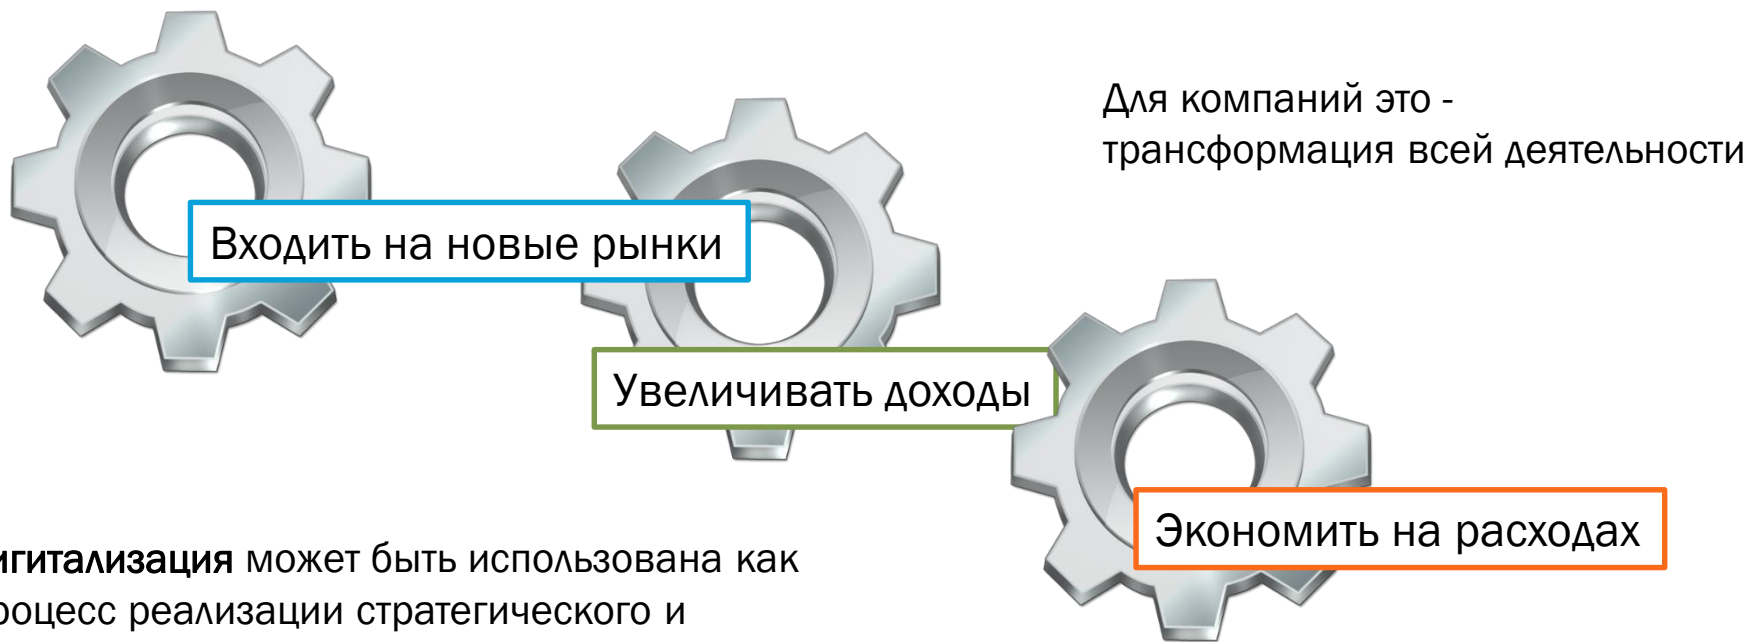 Для компаний это -
трансформация всей деятельности
Входить на новые рынки
Увеличивать доходы
Экономить на расходах
игитализация может быть использована как
роцесс реализации стратегического и